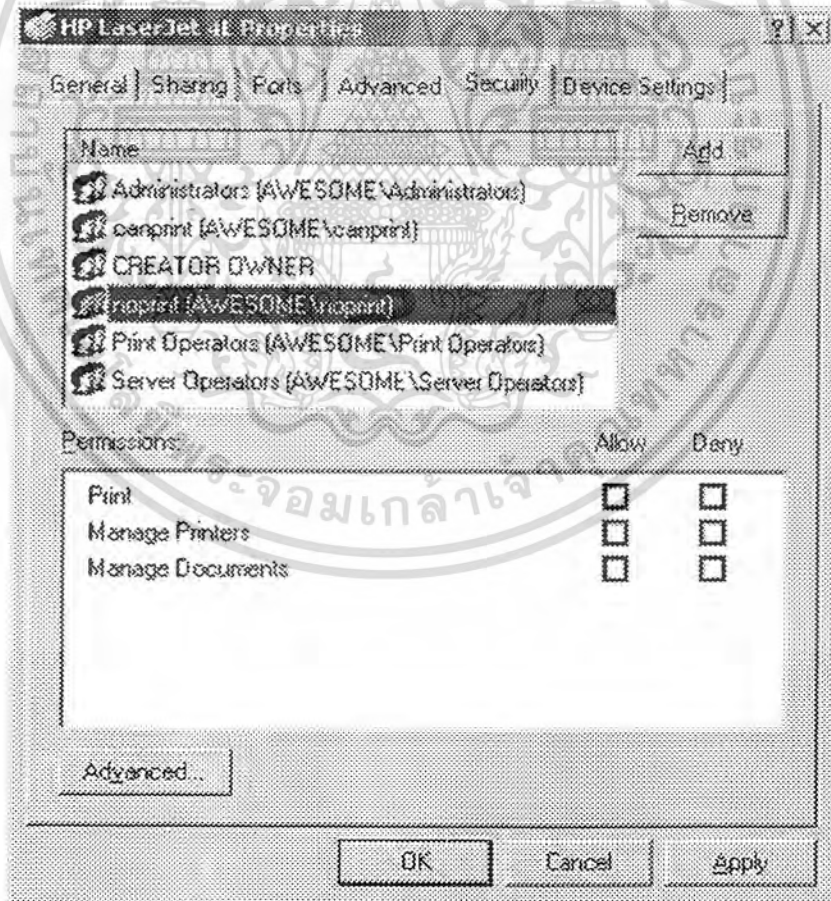 HP LaserJet 4L Properties
? ×
General Sharing Ports Advanced Security Device Settings
Name
Add
Administrators (AWESOME\Administrators)
Remove
canprint (AWESOME\canprint)
CREATOR OWNER
noprint (AWESOME\noprint)
Print Operators (AWESOME\Print Operators)
Server Operators (AWESOME\Server Operators)
Permissions: Allow Deny
Print
Manage Printers
Manage Documents
Advanced...
OK Cancel Apply